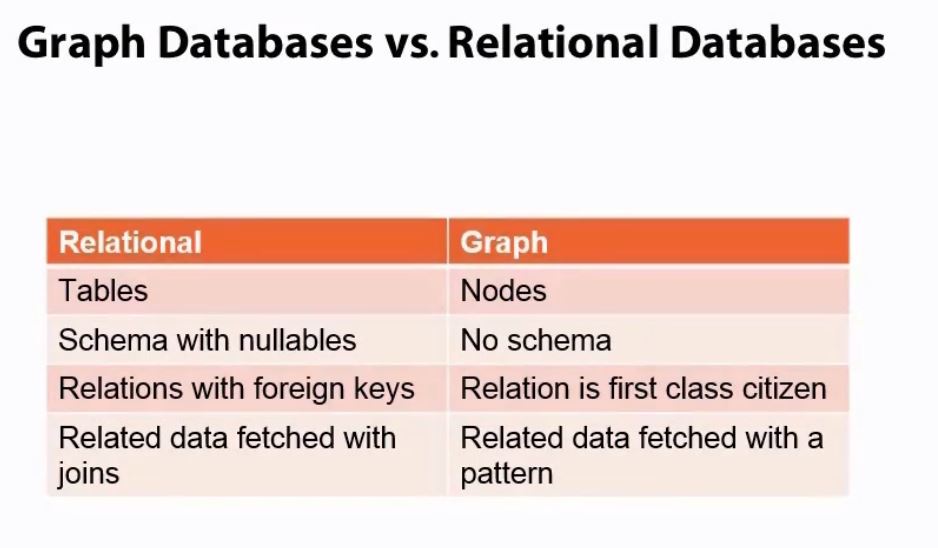 Graph Databases vs. Relational Databases
Relational
Graph
Tables
Nodes
Schema with nullables
No schema
Relations with foreign keys
Relation is first class citizen
Related data fetched with
joins
Related data fetched with a
pattern